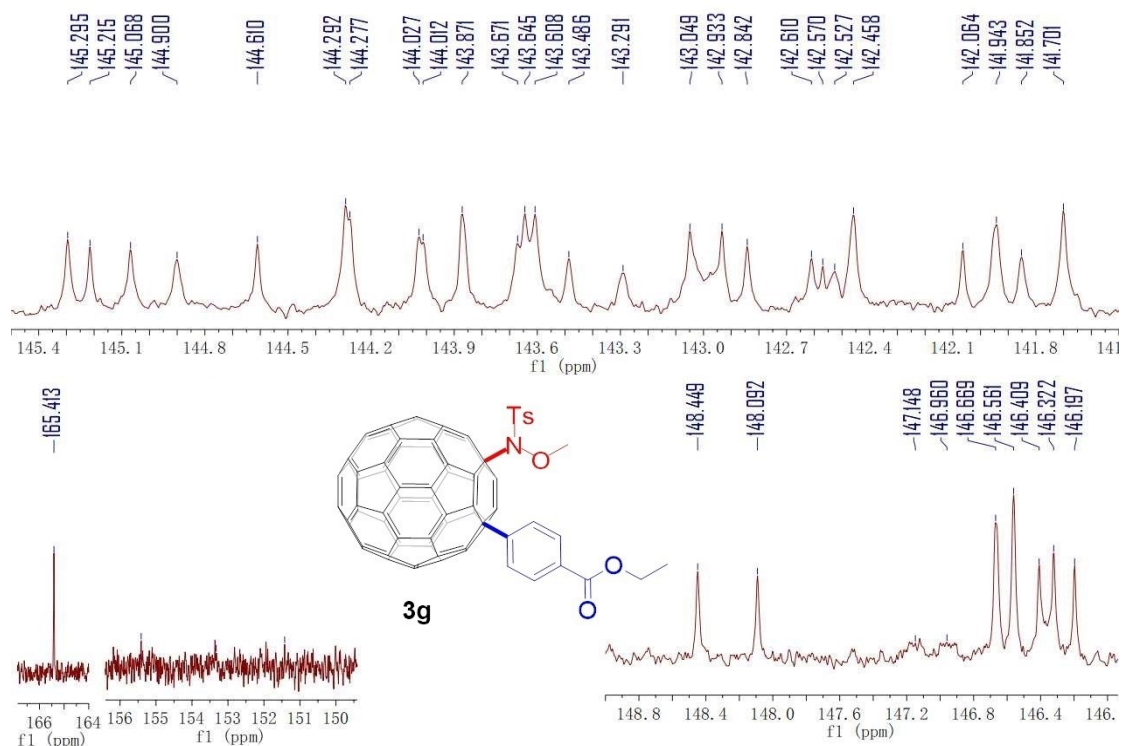 145.295 145.215 145.068 144.900 144.610 144.292 144.277 144.027 144.012 143.871 143.671 143.645 143.608 143.486 143.291 143.049 142.933 142.842 142.610 142.570 142.527 142.458 142.064 141.943 141.852 141.701
145.4 145.1 144.8 144.5 144.2 143.9 143.6 143.3 143.0 142.7 142.4 142.1 141.8 141
f1 (ppm)
165.413
Ts
N
O
O
O
3g
148.449 148.092 147.148 146.960 146.669 146.561 146.409 146.322 146.197
166 164
f1 (ppm)
156 155 154 153 152 151 150
f1 (ppm)
148.8 148.4 148.0 147.6 147.2 146.8 146.4 146.
f1 (ppm)